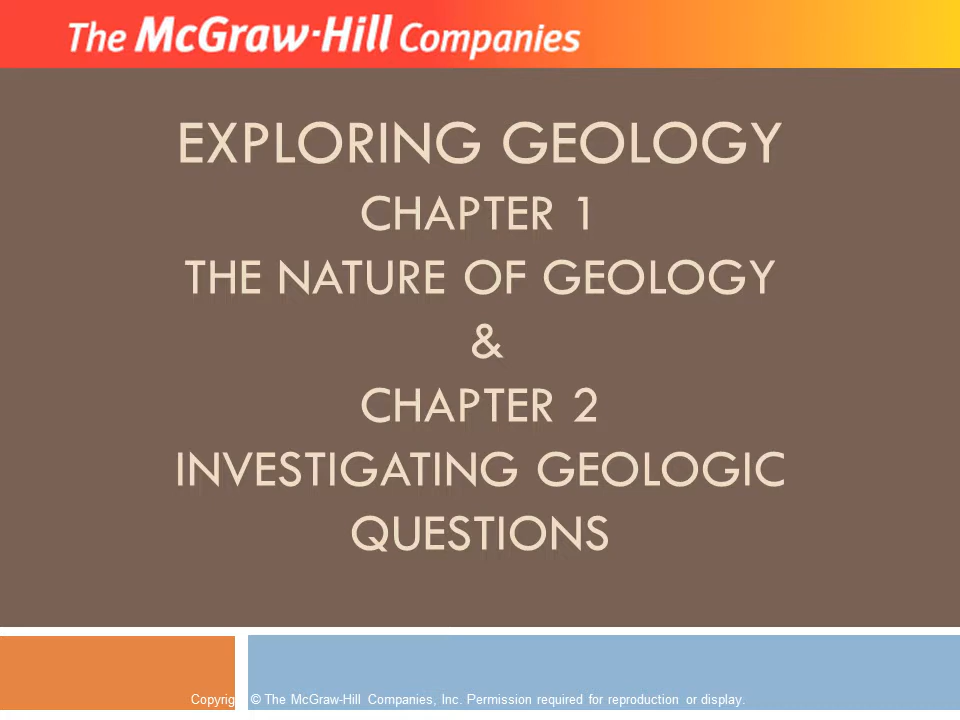 The McGraw-Hill Companies
EXPLORING GEOLOGY
CHAPTER 1
THE NATURE OF GEOLOGY
&
CHAPTER 2
INVESTIGATING GEOLOGIC
QUESTIONS
Copyright © The McGraw-Hill Companies, Inc. Permission required for reproduction or display.